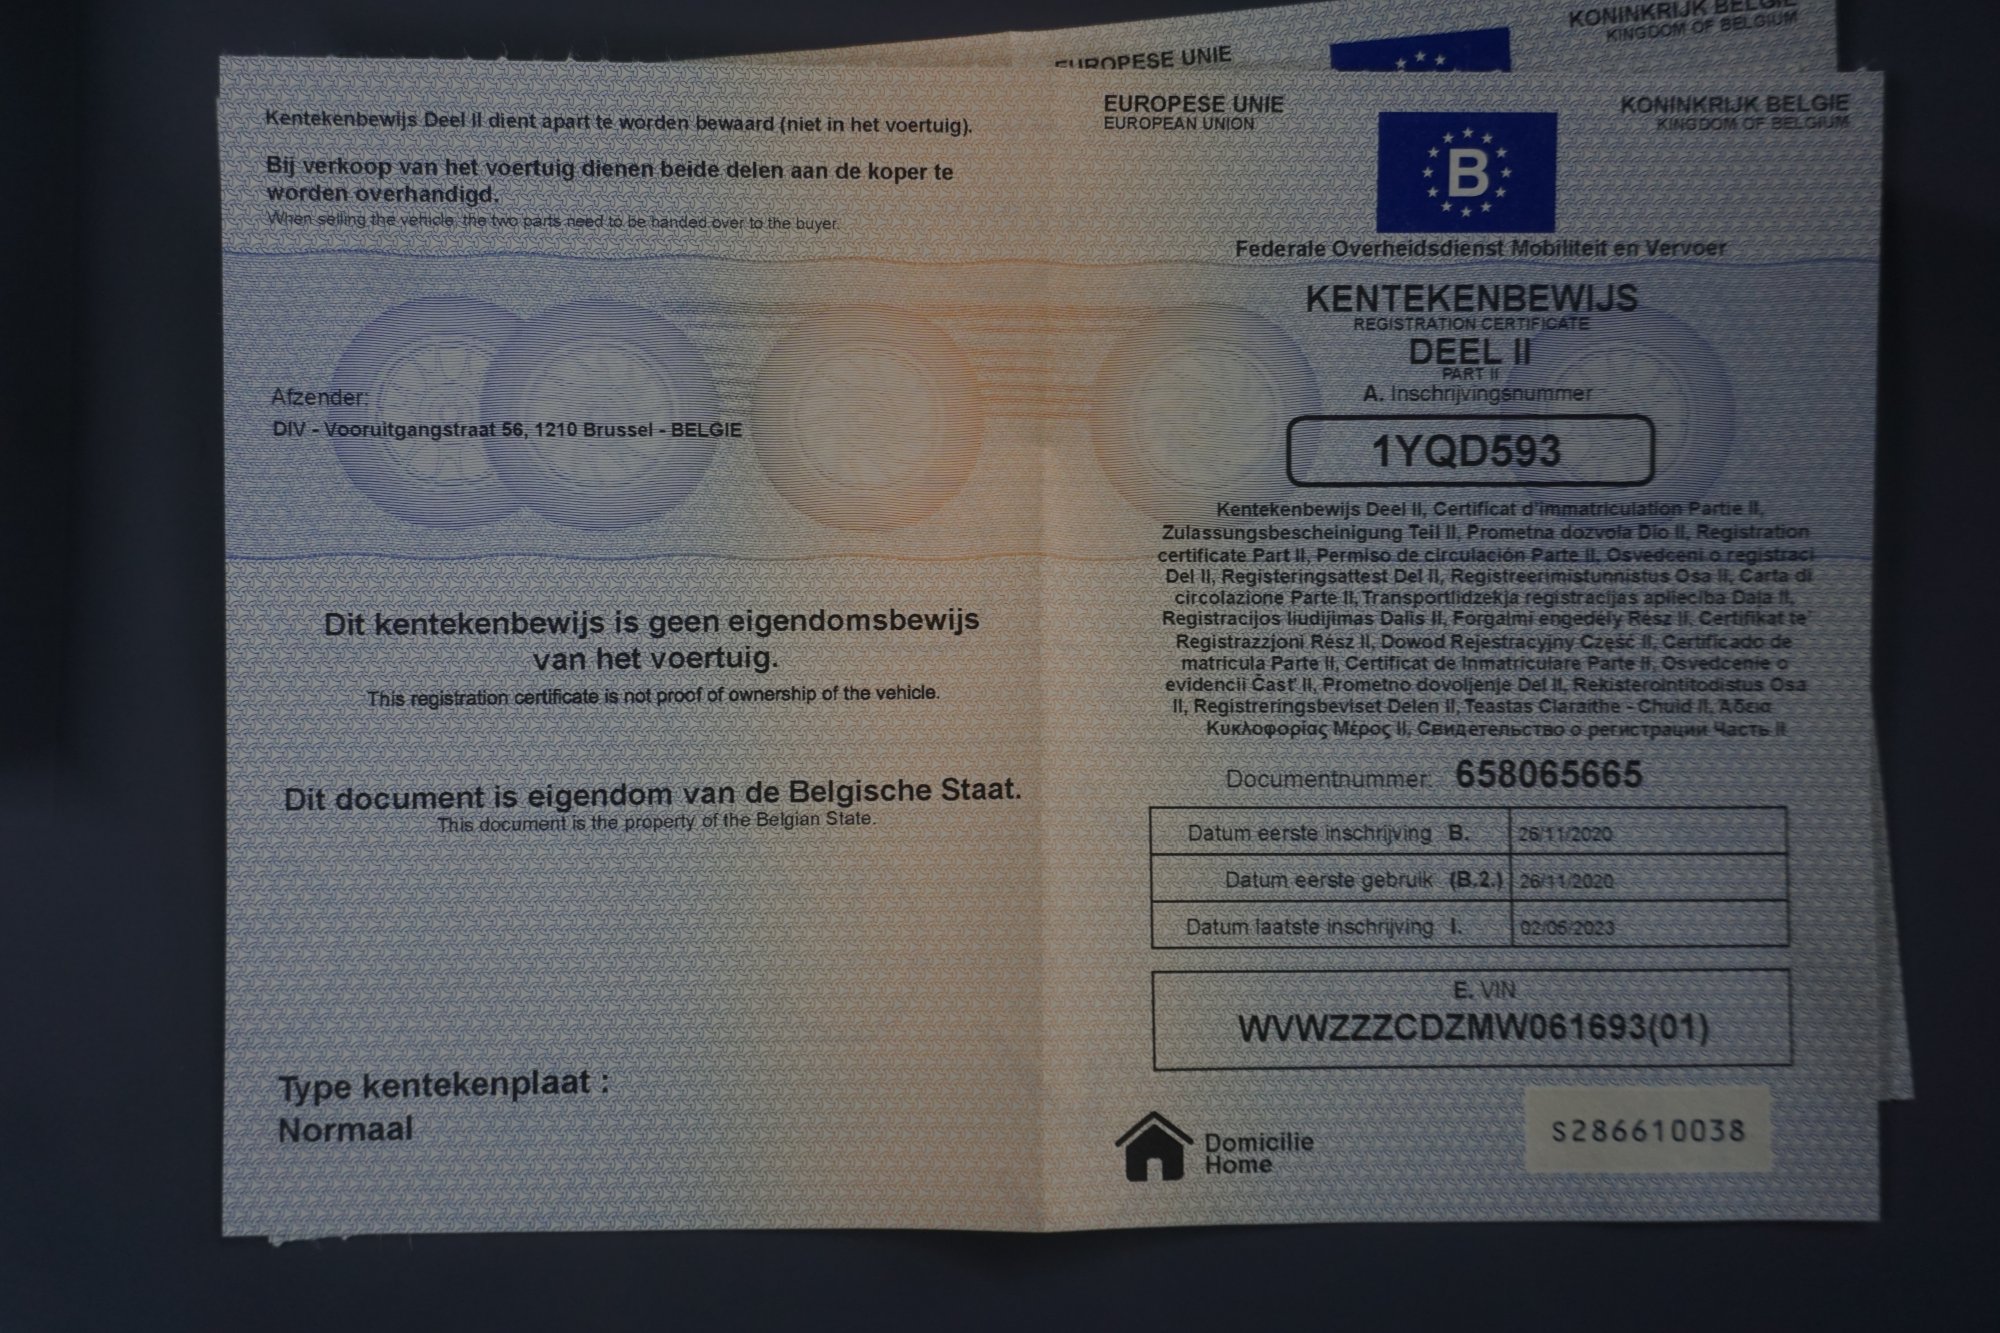 EUROPESE UNIE
KONINKRIJK BELGIE
KINGDOM OF BELGIUM
Kentekenbewijs Deel II dient apart te worden bewaard (niet in het voertuig).
Bij verkoop van het voertuig dienen beide delen aan de koper te
worden overhandigd.
When selling the vehicle, the two parts need to be handed over to the buyer.
Afzender:
DIV - Vooruitgangstraat 56, 1210 Brussel - BELGIE
Dit kentekenbewijs is geen eigendomsbewijs
van het voertuig.
This registration certificate is not proof of ownership of the vehicle.
Dit document is eigendom van de Belgische Staat.
This document is the property of the Belgian State.
Type kentekenplaat :
Normaal
EUROPESE UNIE
EUROPEAN UNION
B
KONINKRIJK BELGIE
KINGDOM OF BELGIUM
Federale Overheidsdienst Mobiliteit en Vervoer
KENTEKENBEWIJS
REGISTRATION CERTIFICATE
DEEL II
PART II
A. Inschrijvingsnummer
1YQD593
Kentekenbewijs Deel II, Certificat d'immatriculation Partie II,
Zulassungsbescheinigung Teil II, Prometna dozvola Dio II, Registration
certificate Part II, Permiso de circulación Parte II, Osvedceni o registraci
Del II, Registeringsattest Del II, Registreerimistunnistus Osa II, Carta di
circolazione Parte II, Transportlidzekja registracijas aplieciba Dala II,
Registracijos liudijimas Dalis II, Forgalmi engedély Rész II, Certifikat te'
Registrazzjoni Rész II, Dowod Rejestracyjny Część II, Certificado de
matricula Parte II, Certificat de Inmatriculare Parte II, Osvedcenie o
evidencii Časť II, Prometno dovoljenje Del II, Rekisterointitodistus Osa
II, Registreringsbeviset Delen II, Teastas Claraithe - Chuid II, Άδεια
Κυκλοφορίας Μέρος II, Свидетельство о регистрации Часть II
Documentnummer: 658065665
Datum eerste inschrijving B. 26/11/2020
Datum eerste gebruik (B.2.) 26/11/2020
Datum laatste inschrijving I. 02/05/2023
E. VIN
WVWZZZCDZMW061693(01)
Domicilie
Home
S286610038